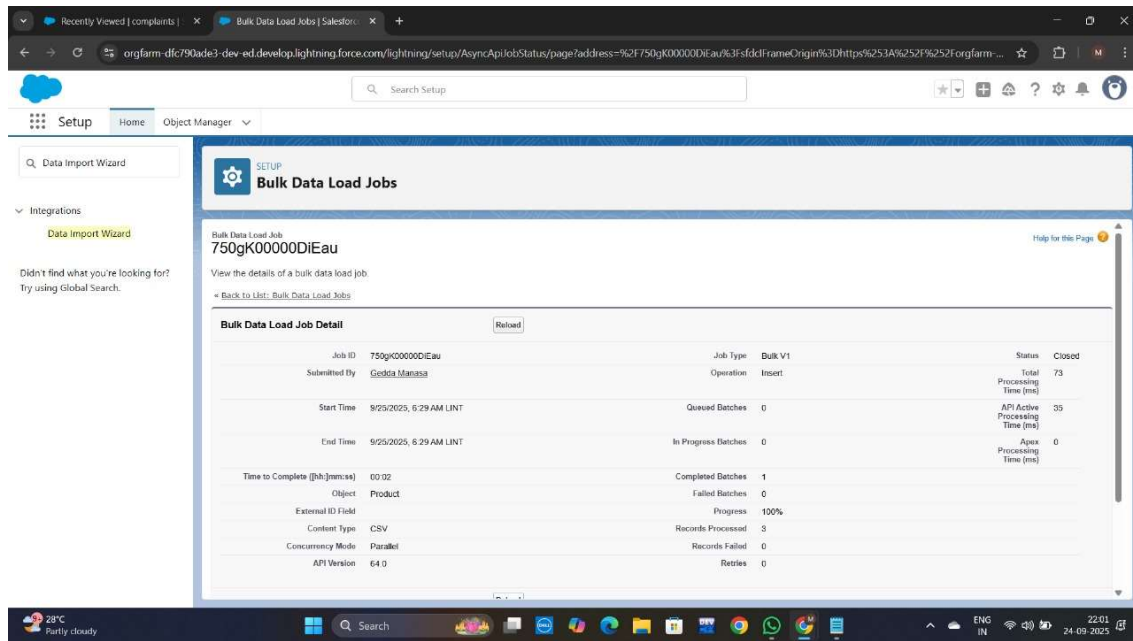 Recently Viewed | complaints |
Bulk Data Load Jobs | Salesforc
orgfarm-dfc790ade3-dev-ed.develop.lightning.force.com/lightning/setup/AsyncApiJobStatus/page?address=%2F750gK00000DiEau%3FsfdcIFrameOrigin%3Dhttps%253A%252F%252Forgfarm-...
M
Search Setup
Setup Home Object Manager
Data Import Wizard
Integrations
Data Import Wizard
Didn't find what you're looking for?
Try using Global Search.
SETUP
Bulk Data Load Jobs
Bulk Data Load Job
750gK00000DiEau
Help for this Page
View the details of a bulk data load job.
« Back to List: Bulk Data Load Jobs
Bulk Data Load Job Detail Reload
Job ID 750gK00000DiEau Job Type Bulk V1 Status Closed
Submitted By Gedda Manasa Operation Insert Total Processing Time (ms) 73
Start Time 9/25/2025, 6:29 AM LINT Queued Batches 0 API Active Processing Time (ms) 35
End Time 9/25/2025, 6:29 AM LINT In Progress Batches 0 Apex Processing Time (ms) 0
Time to Complete ([hh:]mm:ss) 00:02 Completed Batches 1
Object Product Failed Batches 0
External ID Field Progress 100%
Content Type CSV Records Processed 3
Concurrency Mode Parallel Records Failed 0
API Version 64.0 Retries 0
28°C
Partly cloudy
Search
ENG
IN
22:01
24-09-2025